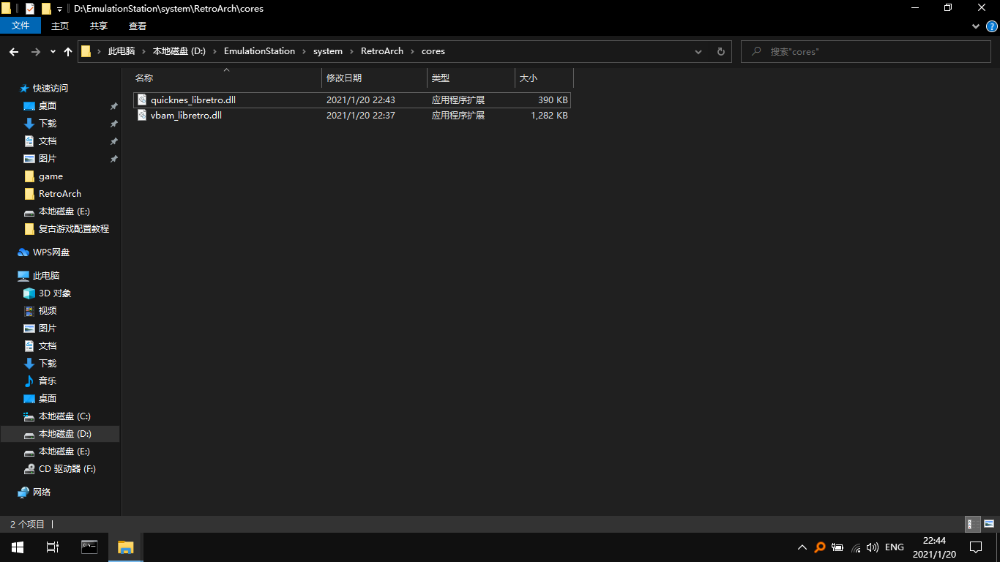 D:\EmulationStation\system\RetroArch\cores
文件 主页 共享 查看
此电脑 本地磁盘 (D:) EmulationStation system RetroArch cores
搜索"cores"
名称 修改日期 类型 大小
quicknes_libretro.dll 2021/1/20 22:43 应用程序扩展 390 KB
vbam_libretro.dll 2021/1/20 22:37 应用程序扩展 1,282 KB
快速访问
桌面
下载
文档
图片
game
RetroArch
本地磁盘 (E:)
复古游戏配置教程
WPS网盘
此电脑
3D 对象
视频
图片
文档
下载
音乐
桌面
本地磁盘 (C:)
本地磁盘 (D:)
本地磁盘 (E:)
CD 驱动器 (F:)
网络
2 个项目
ENG
22:44
2021/1/20